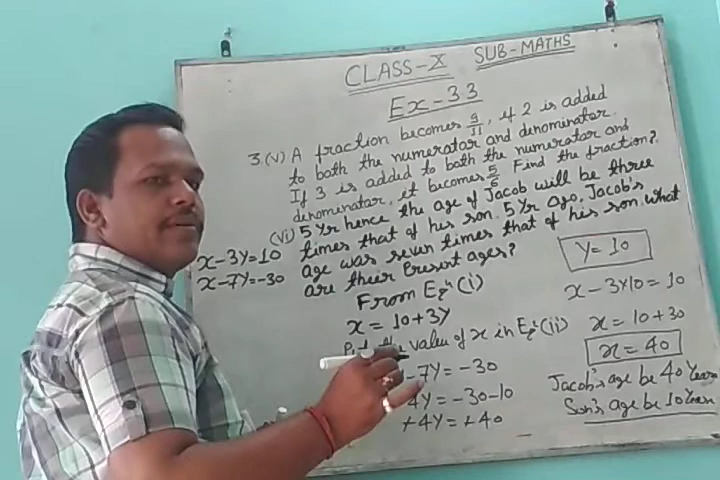 CLASS-X SUB-MATHS
Ex-3.3
3.(V) A fraction becomes 9/11, if 2 is added
to both the numerator and denominator.
If 3 is added to both the numerator and
denominator, it becomes 5/6. Find the fraction?
(Vi) 5 Yr hence the age of Jacob will be three
times that of his son. 5 Yr ago, Jacob's
age was seven times that of his son. what
are their Present ages?
x-3Y=10
x-7Y=-30
From Eqn (i)
x = 10+3Y
the value of x in Eqn (ii)
-7Y= -30
4Y= -30-10
+4Y= +40
Y= 10
x - 3x10 = 10
x = 10 + 30
x = 40
Jacob's age be 40 Years
Son's age be 10 Years